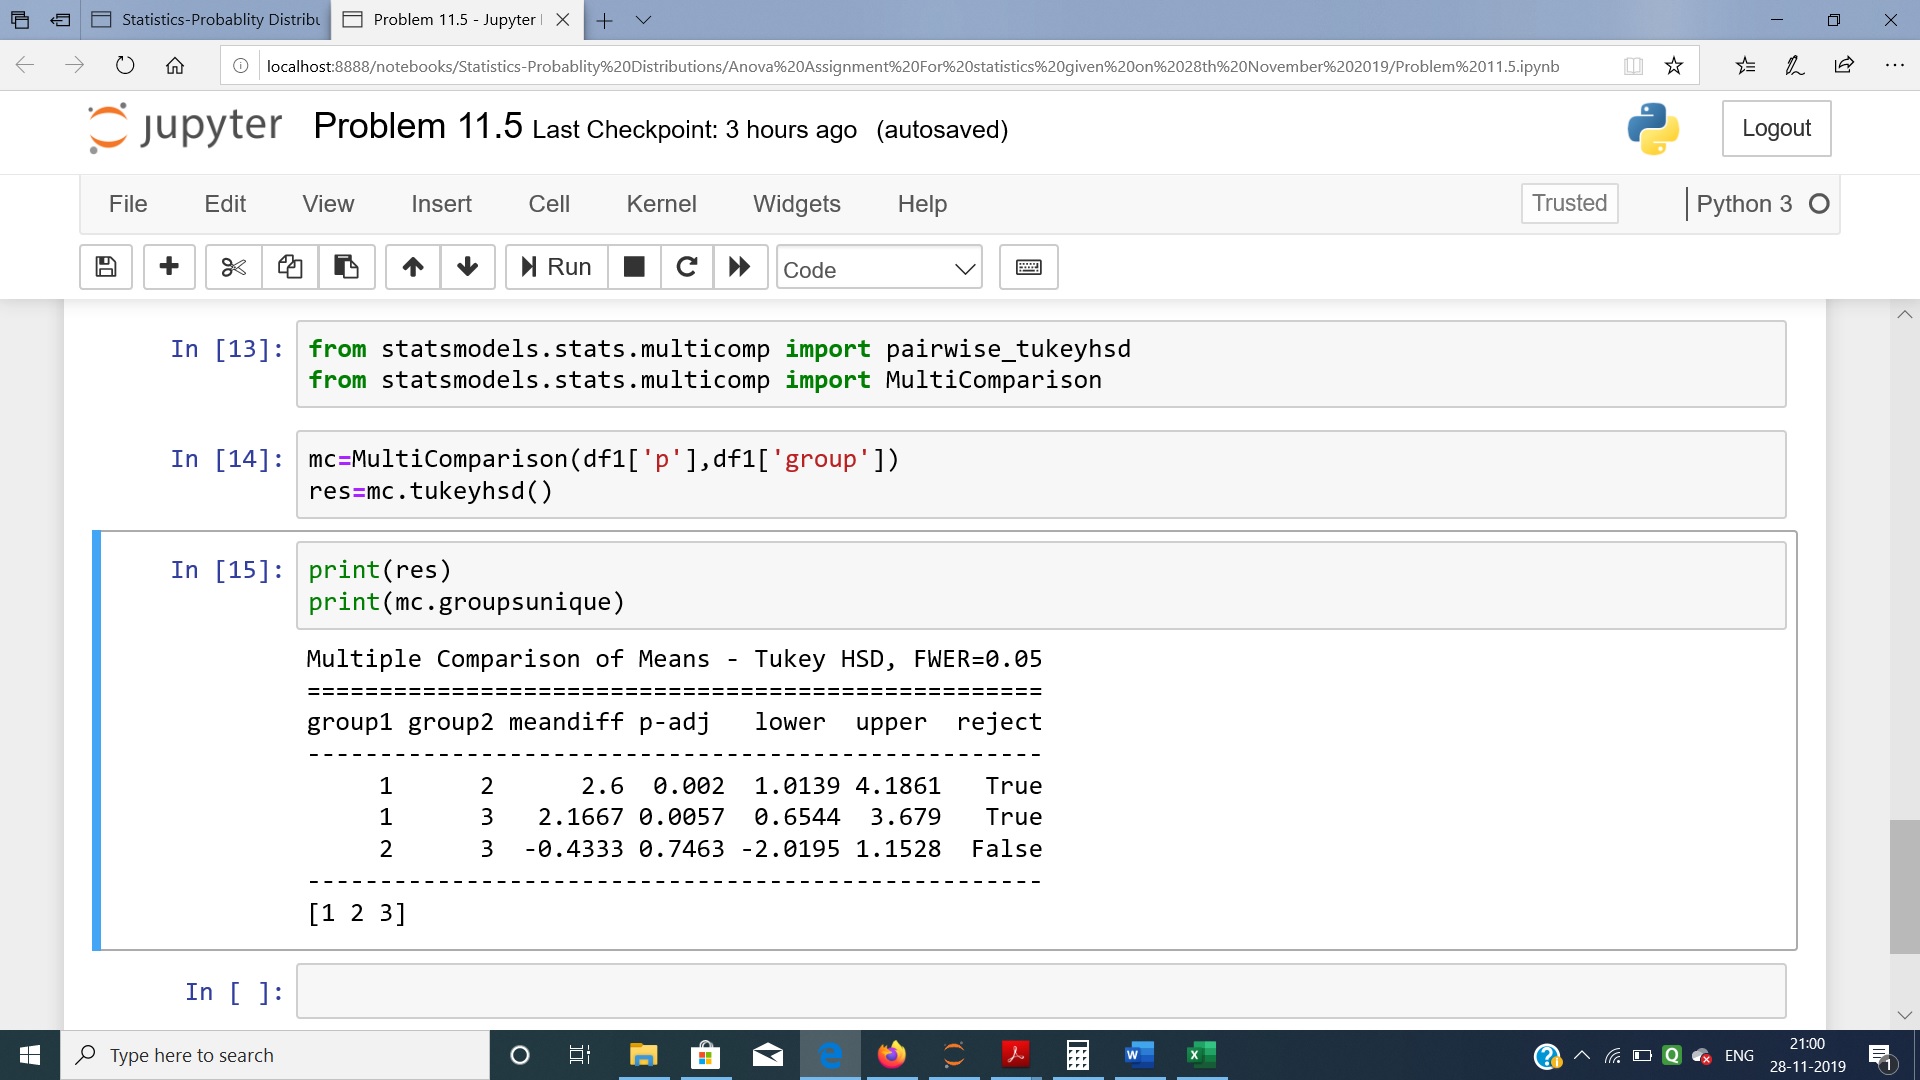 Statistics-Probablity Distribu
Problem 11.5 - Jupyter
localhost:8888/notebooks/Statistics-Probablity%20Distributions/Anova%20Assignment%20For%20statistics%20given%20on%2028th%20November%202019/Problem%2011.5.ipynb
jupyter Problem 11.5 Last Checkpoint: 3 hours ago (autosaved)
Logout
File Edit View Insert Cell Kernel Widgets Help Trusted Python 3
Run Code
In [13]: from statsmodels.stats.multicomp import pairwise_tukeyhsd
from statsmodels.stats.multicomp import MultiComparison
In [14]: mc=MultiComparison(df1['p'],df1['group'])
res=mc.tukeyhsd()
In [15]: print(res)
print(mc.groupsunique)
Multiple Comparison of Means - Tukey HSD, FWER=0.05
===================================================
group1 group2 meandiff p-adj   lower  upper  reject
---------------------------------------------------
     1      2      2.6  0.002  1.0139 4.1861   True
     1      3   2.1667 0.0057  0.6544  3.679   True
     2      3  -0.4333 0.7463 -2.0195 1.1528  False
---------------------------------------------------
[1 2 3]
In [ ]:
Type here to search
ENG
21:00
28-11-2019
1